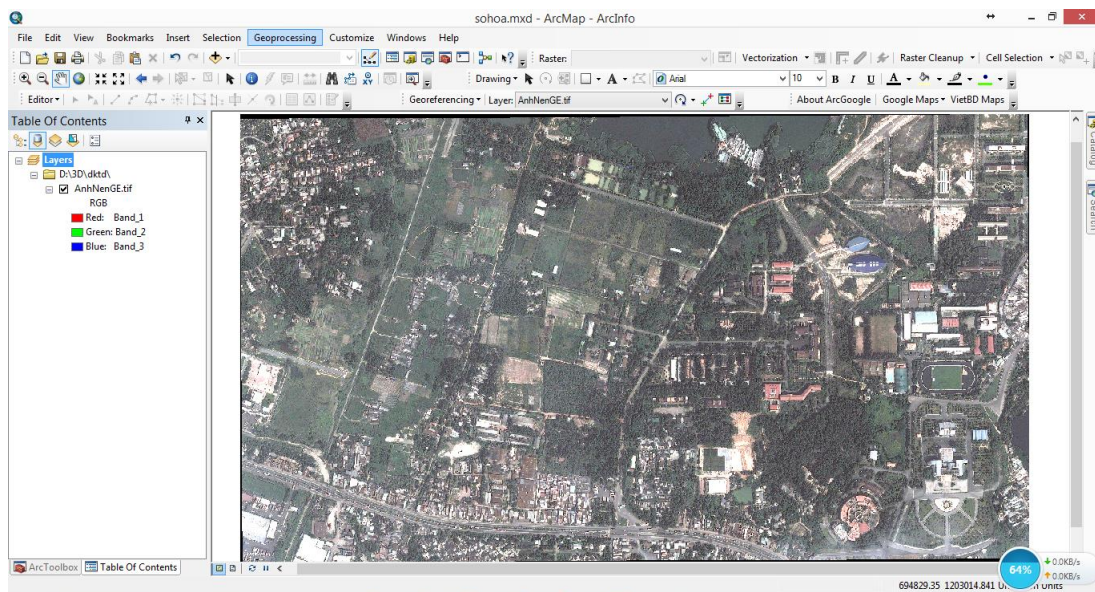 sohoa.mxd - ArcMap - ArcInfo
File Edit View Bookmarks Insert Selection Geoprocessing Customize Windows Help
Raster: Vectorization Raster Cleanup Cell Selection
Drawing Arial 10 B I U A
Editor Georeferencing Layer: AnhNenGE.tif About ArcGoogle Google Maps VietBD Maps
Table Of Contents
Layers
D:\3D\dktd\
AnhNenGE.tif
RGB
Red: Band_1
Green: Band_2
Blue: Band_3
Catalog
Search
ArcToolbox Table Of Contents
64%
0.0KB/s
0.0KB/s
694829.35 1203014.841 Units